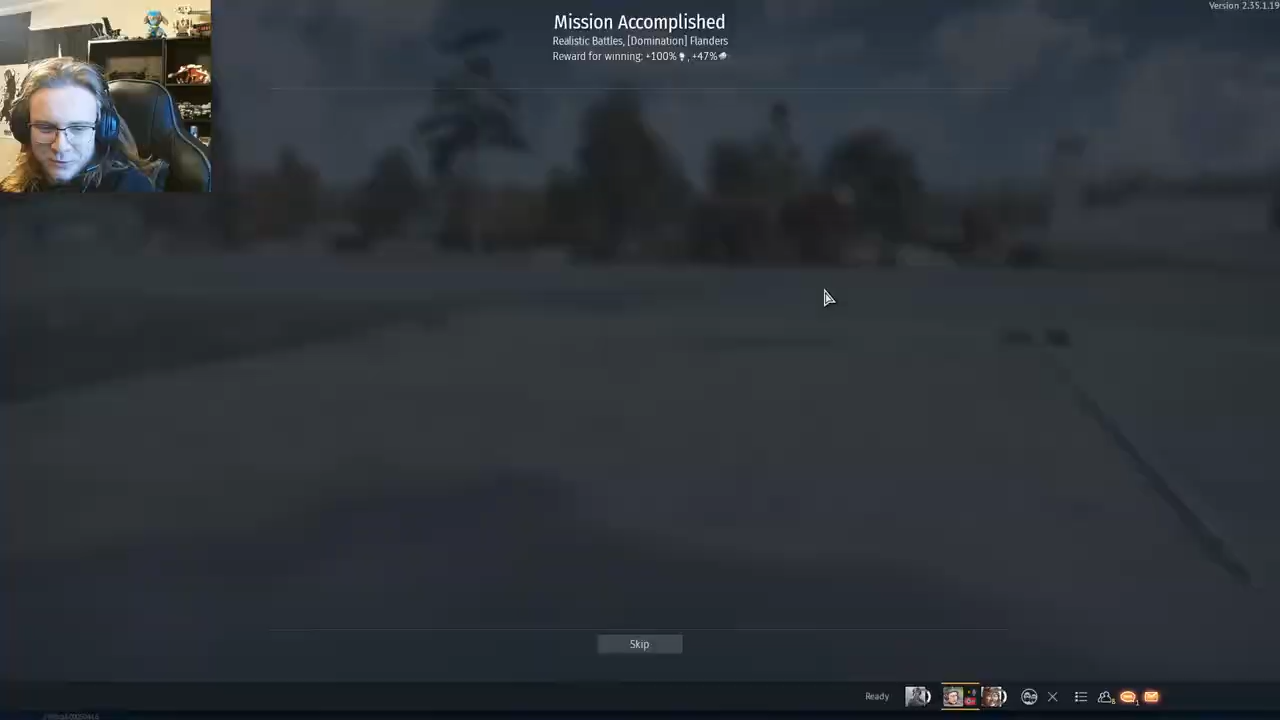 Version 2.35.1.19
Mission Accomplished
Realistic Battles, [Domination] Flanders
Reward for winning: +100% , +47%
Skip
Ready